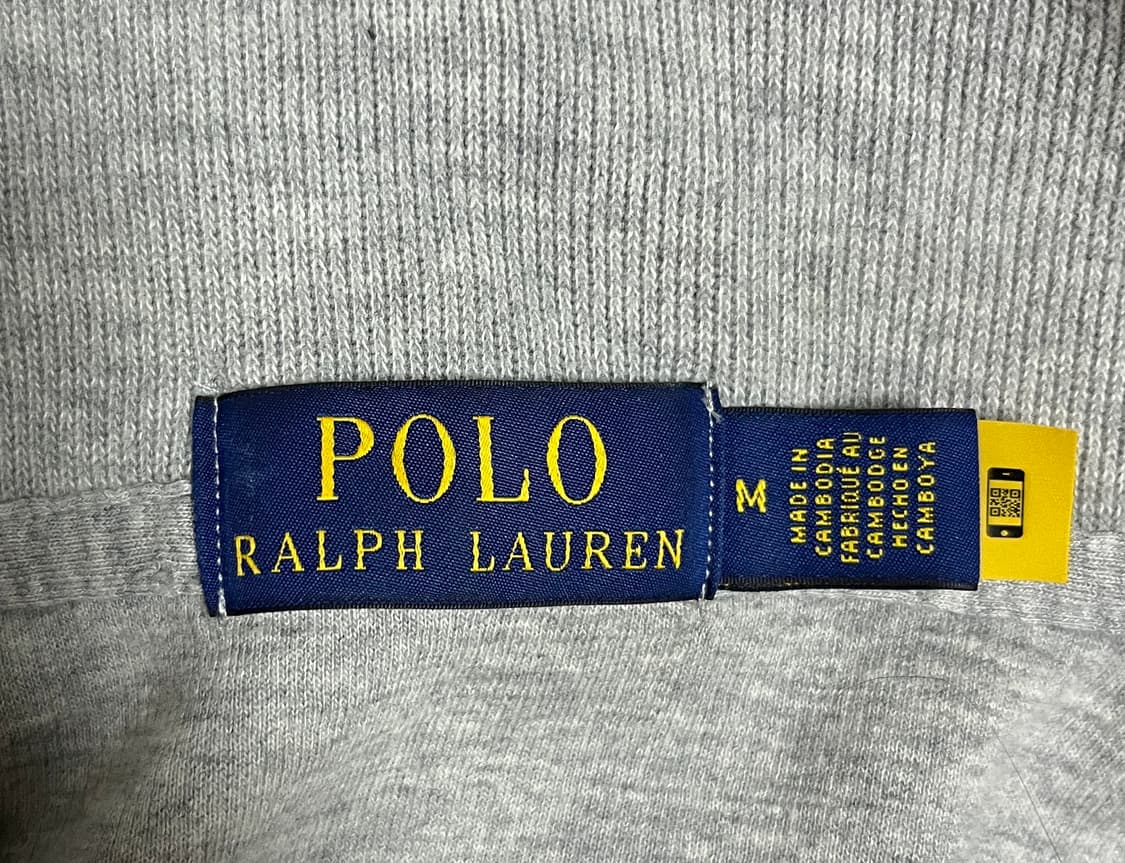 POLO
RALPH LAUREN
M
MADE IN
CAMBODIA
FABRIQUÉ AU
CAMBODGE
HECHO EN
CAMBOYA